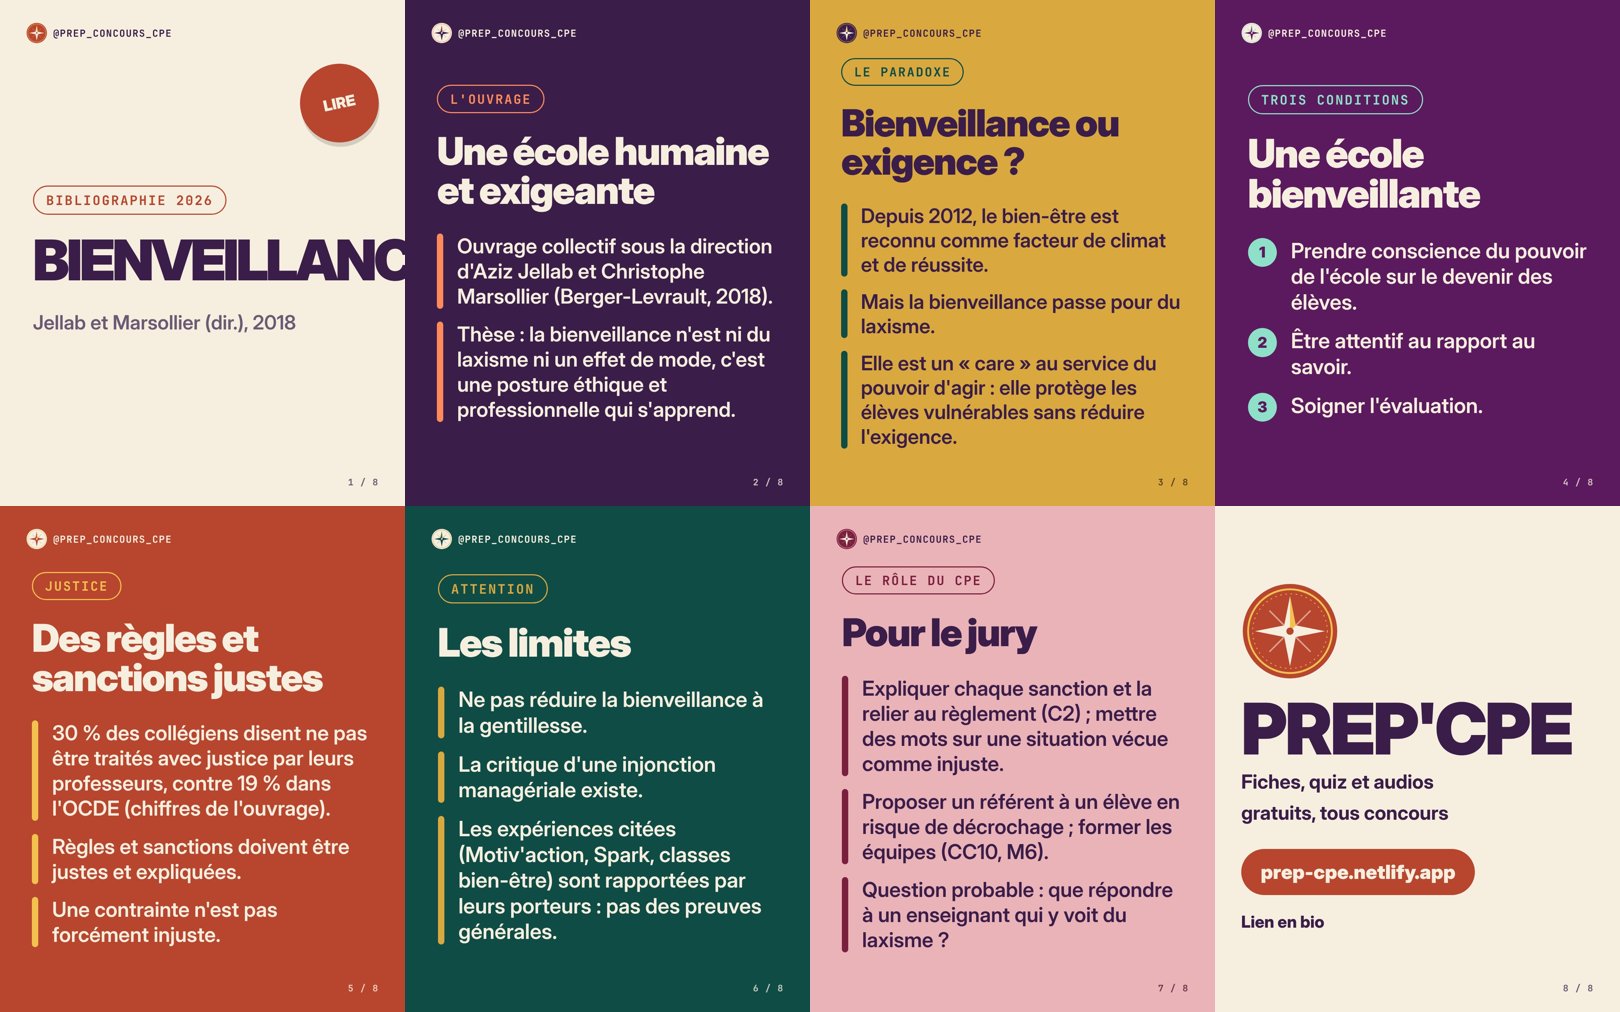 @PREP_CONCOURS_CPE
LIRE
BIBLIOGRAPHIE 2026
BIENVEILLANC
Jellab et Marsollier (dir.), 2018
1 / 8
@PREP_CONCOURS_CPE
L'OUVRAGE
Une école humaine
et exigeante
Ouvrage collectif sous la direction
d'Aziz Jellab et Christophe
Marsollier (Berger-Levrault, 2018).
Thèse : la bienveillance n'est ni du
laxisme ni un effet de mode, c'est
une posture éthique et
professionnelle qui s'apprend.
2 / 8
@PREP_CONCOURS_CPE
LE PARADOXE
Bienveillance ou
exigence ?
Depuis 2012, le bien-être est
reconnu comme facteur de climat
et de réussite.
Mais la bienveillance passe pour du
laxisme.
Elle est un « care » au service du
pouvoir d'agir : elle protège les
élèves vulnérables sans réduire
l'exigence.
3 / 8
@PREP_CONCOURS_CPE
TROIS CONDITIONS
Une école
bienveillante
1 Prendre conscience du pouvoir
de l'école sur le devenir des
élèves.
2 Être attentif au rapport au
savoir.
3 Soigner l'évaluation.
4 / 8
@PREP_CONCOURS_CPE
JUSTICE
Des règles et
sanctions justes
30 % des collégiens disent ne pas
être traités avec justice par leurs
professeurs, contre 19 % dans
l'OCDE (chiffres de l'ouvrage).
Règles et sanctions doivent être
justes et expliquées.
Une contrainte n'est pas
forcément injuste.
5 / 8
@PREP_CONCOURS_CPE
ATTENTION
Les limites
Ne pas réduire la bienveillance à
la gentillesse.
La critique d'une injonction
managériale existe.
Les expériences citées
(Motiv'action, Spark, classes
bien-être) sont rapportées par
leurs porteurs : pas des preuves
générales.
6 / 8
@PREP_CONCOURS_CPE
LE RÔLE DU CPE
Pour le jury
Expliquer chaque sanction et la
relier au règlement (C2) ; mettre
des mots sur une situation vécue
comme injuste.
Proposer un référent à un élève en
risque de décrochage ; former les
équipes (CC10, M6).
Question probable : que répondre
à un enseignant qui y voit du
laxisme ?
7 / 8
PREP'CPE
Fiches, quiz et audios
gratuits, tous concours
prep-cpe.netlify.app
Lien en bio
8 / 8